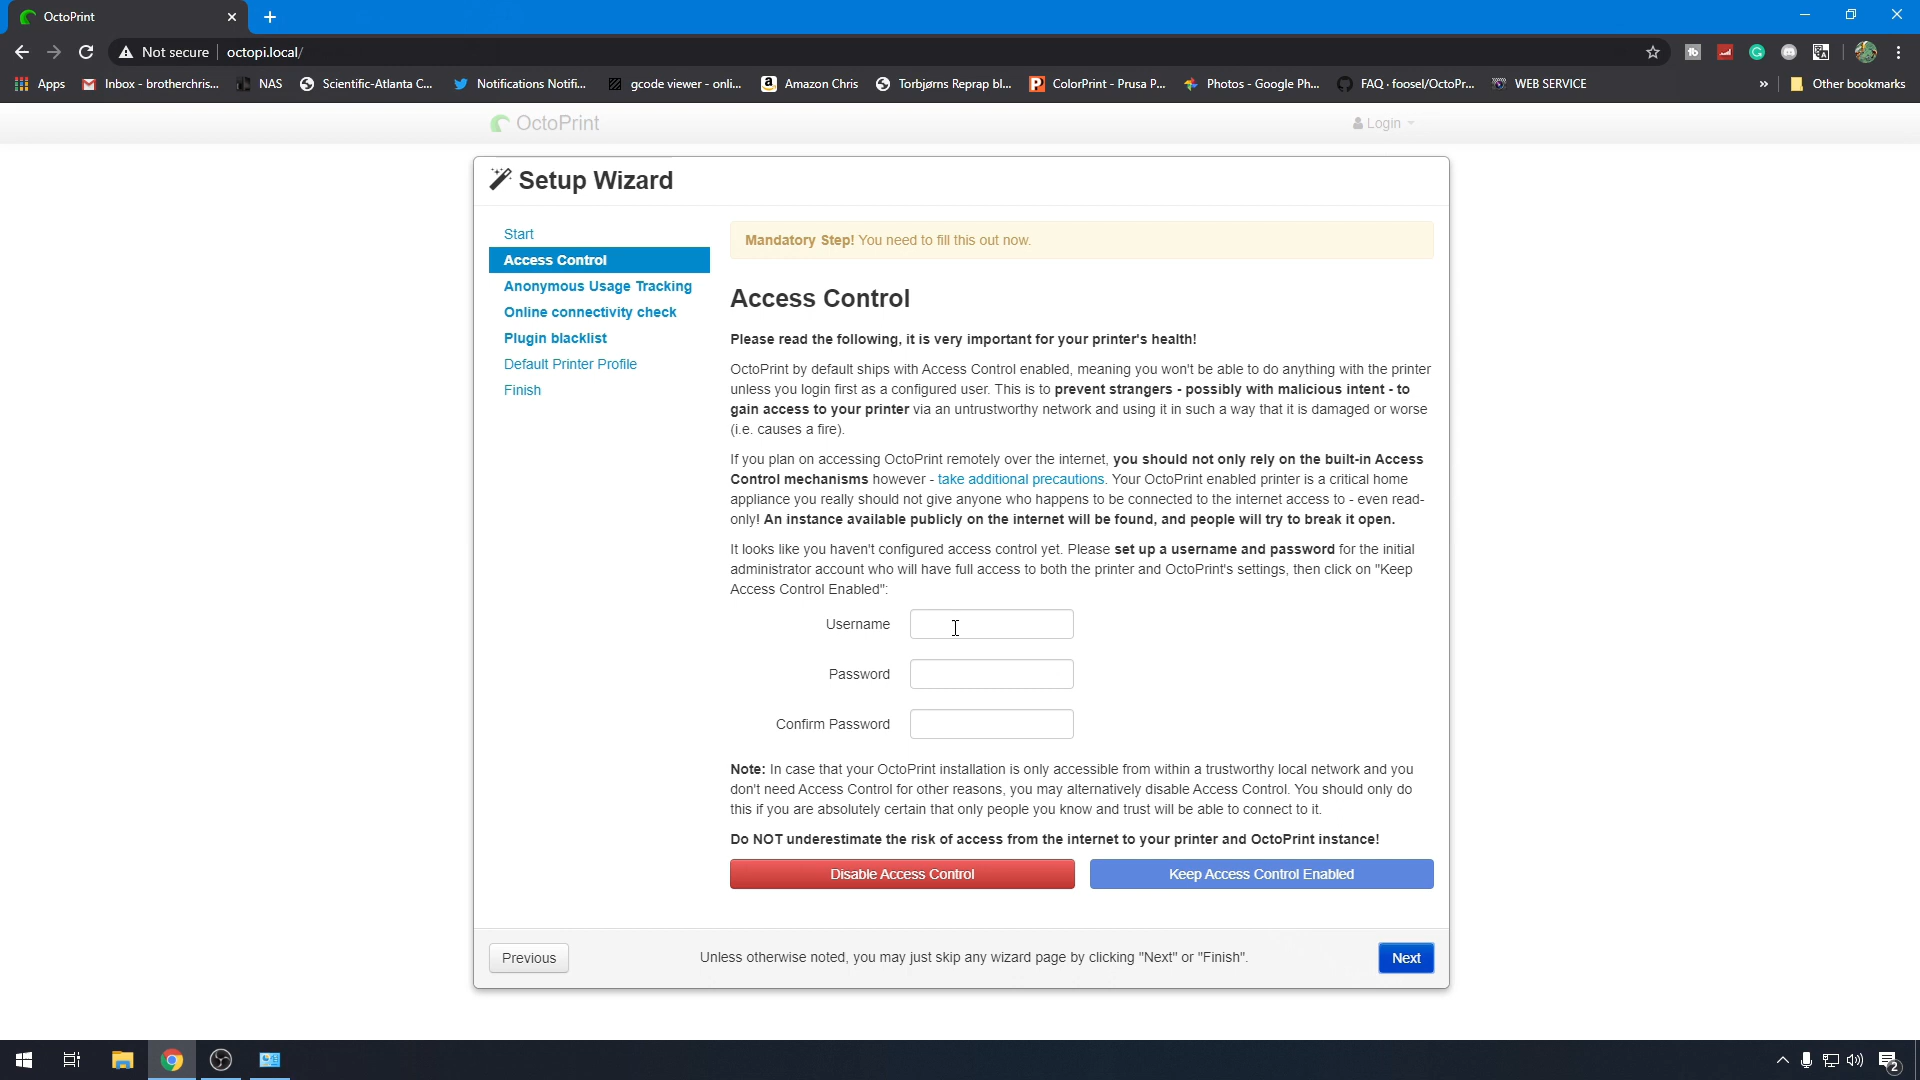 OctoPrint
Not secure octopi.local/
Apps Inbox - brotherchris... NAS Scientific-Atlanta C... Notifications Notifi... gcode viewer - onli... Amazon Chris Torbjørns Reprap bl... ColorPrint - Prusa P... Photos - Google Ph... FAQ · foosel/OctoPr... WEB SERVICE » Other bookmarks
OctoPrint Login
Setup Wizard
Start
Access Control
Anonymous Usage Tracking
Online connectivity check
Plugin blacklist
Default Printer Profile
Finish
Mandatory Step! You need to fill this out now.
Access Control
Please read the following, it is very important for your printer's health!
OctoPrint by default ships with Access Control enabled, meaning you won't be able to do anything with the printer
unless you login first as a configured user. This is to prevent strangers - possibly with malicious intent - to
gain access to your printer via an untrustworthy network and using it in such a way that it is damaged or worse
(i.e. causes a fire).
If you plan on accessing OctoPrint remotely over the internet, you should not only rely on the built-in Access
Control mechanisms however - take additional precautions. Your OctoPrint enabled printer is a critical home
appliance you really should not give anyone who happens to be connected to the internet access to - even read-
only! An instance available publicly on the internet will be found, and people will try to break it open.
It looks like you haven't configured access control yet. Please set up a username and password for the initial
administrator account who will have full access to both the printer and OctoPrint's settings, then click on "Keep
Access Control Enabled":
Username
Password
Confirm Password
Note: In case that your OctoPrint installation is only accessible from within a trustworthy local network and you
don't need Access Control for other reasons, you may alternatively disable Access Control. You should only do
this if you are absolutely certain that only people you know and trust will be able to connect to it.
Do NOT underestimate the risk of access from the internet to your printer and OctoPrint instance!
Disable Access Control Keep Access Control Enabled
Previous Unless otherwise noted, you may just skip any wizard page by clicking "Next" or "Finish". Next
2